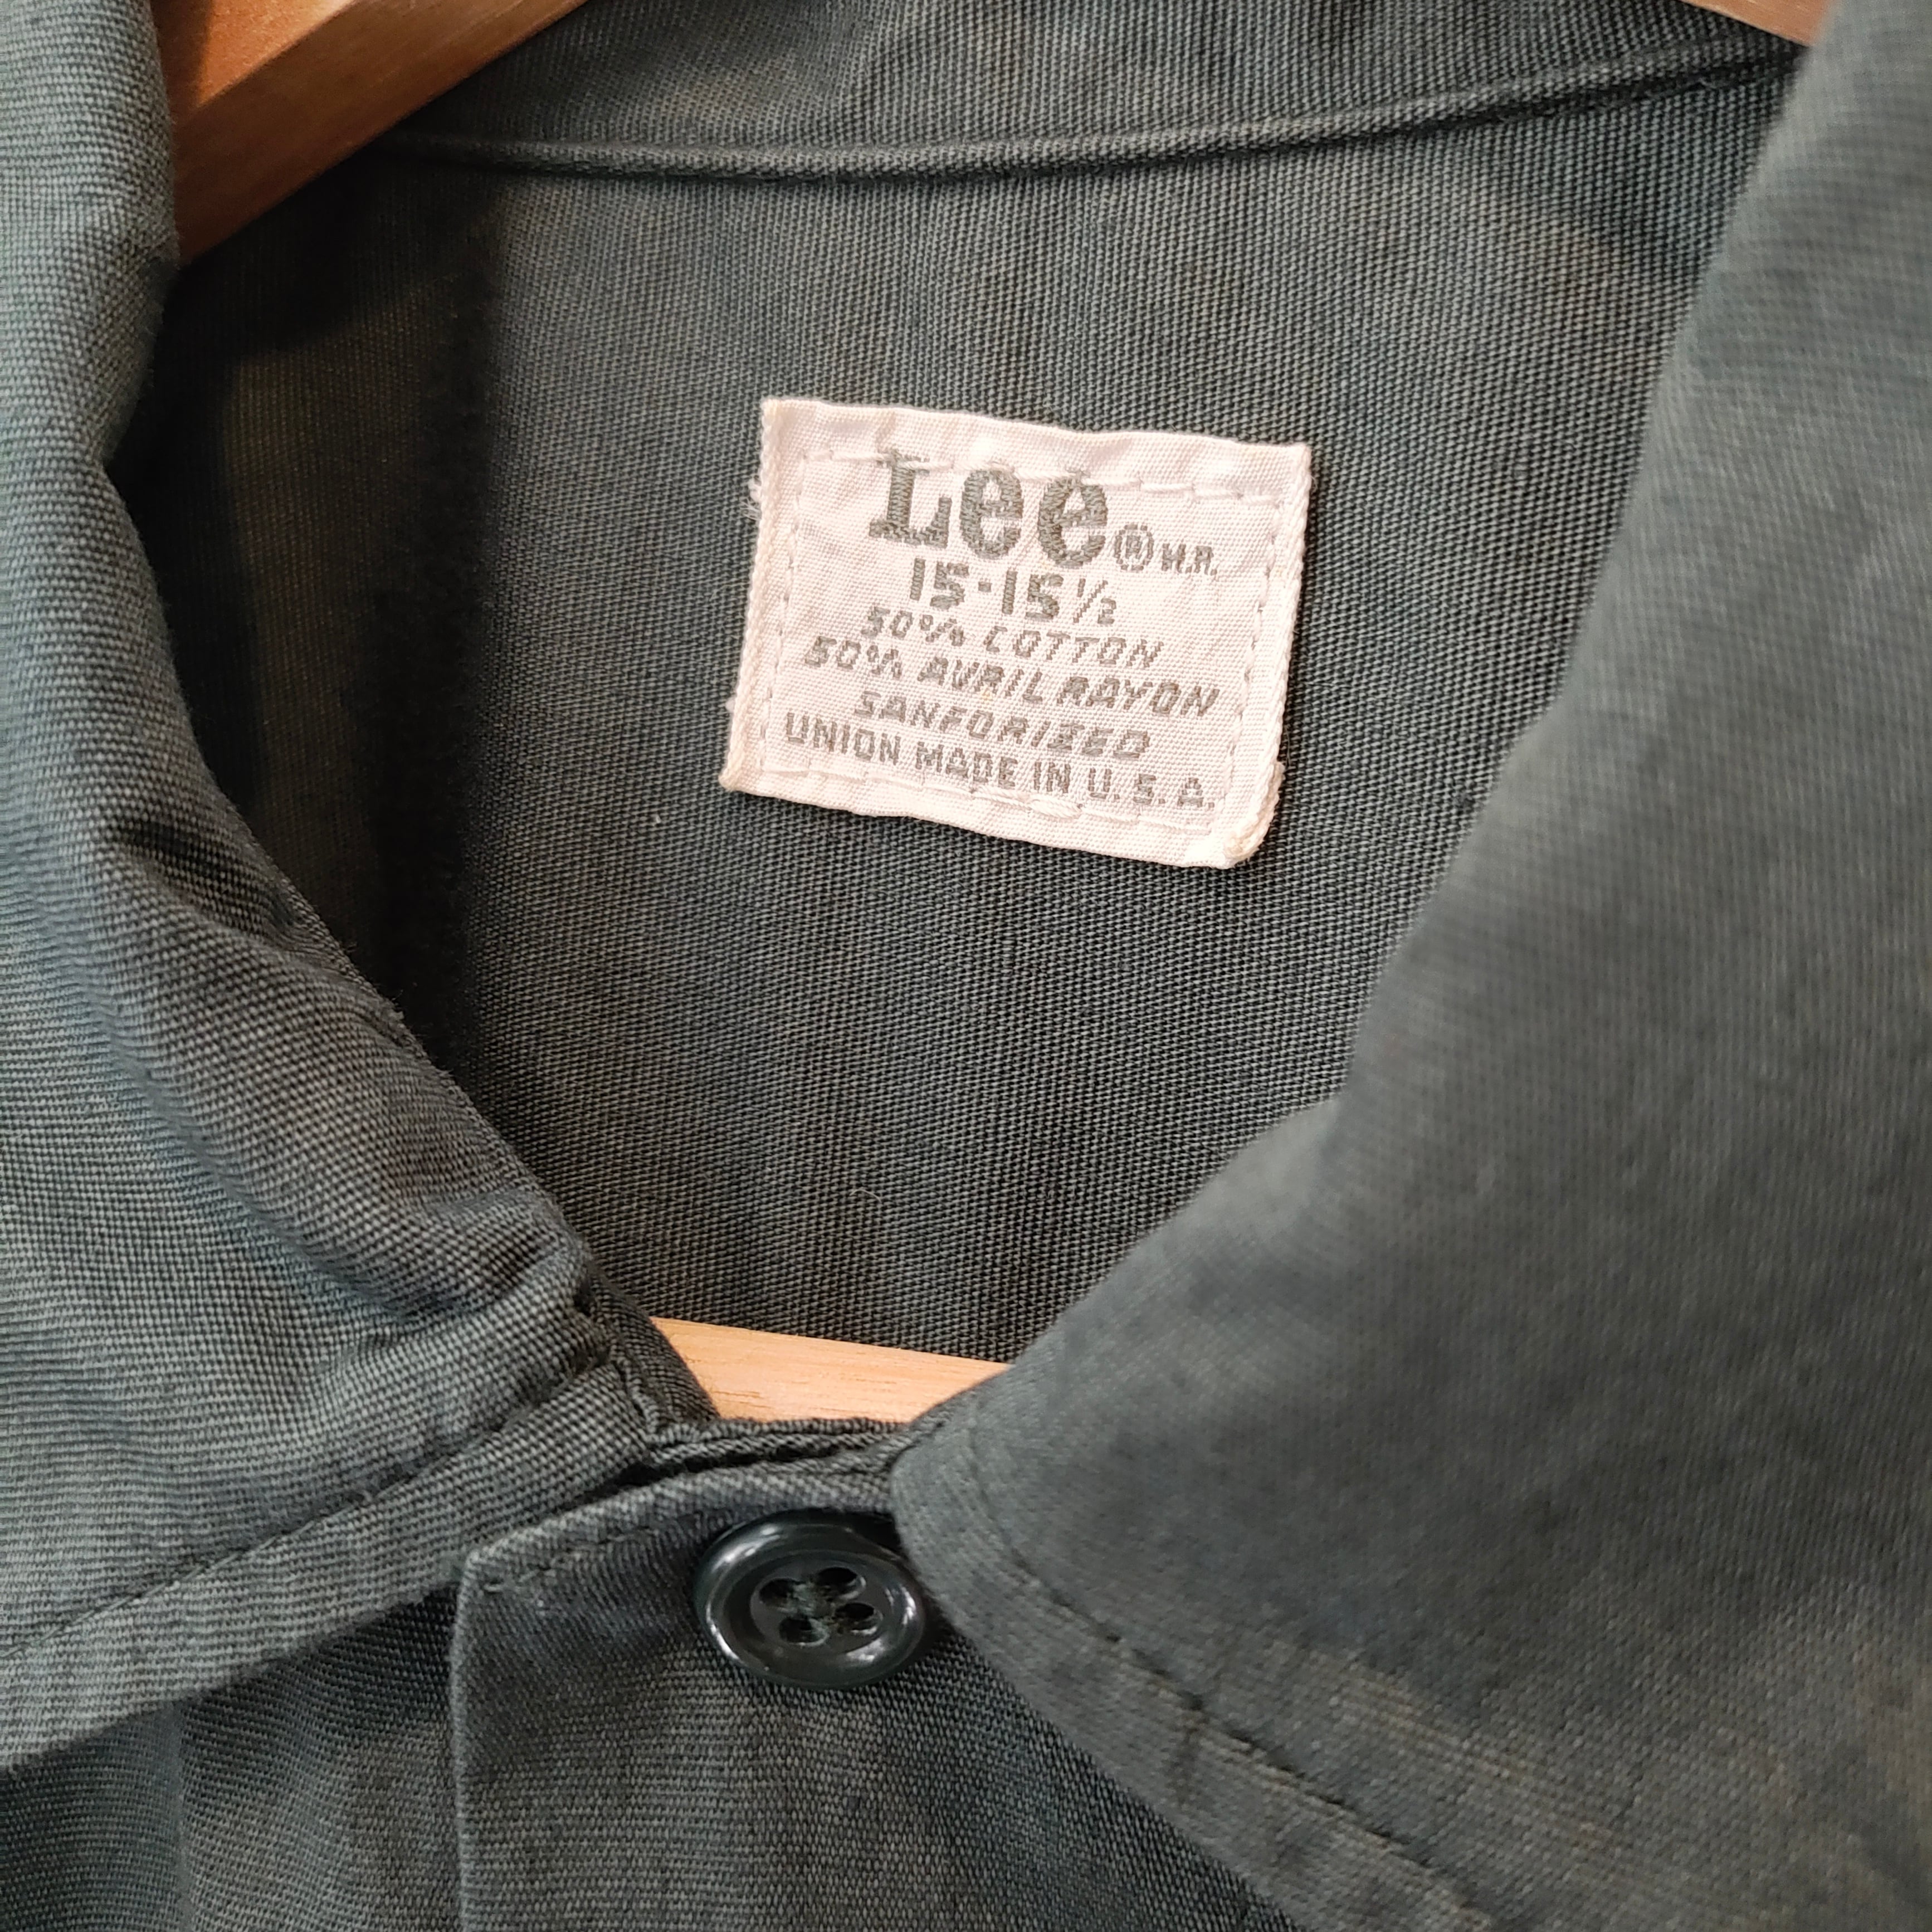 Lee ® M.R.
15-15½
50% COTTON
50% AVRIL RAYON
SANFORIZED
UNION MADE IN U.S.A.